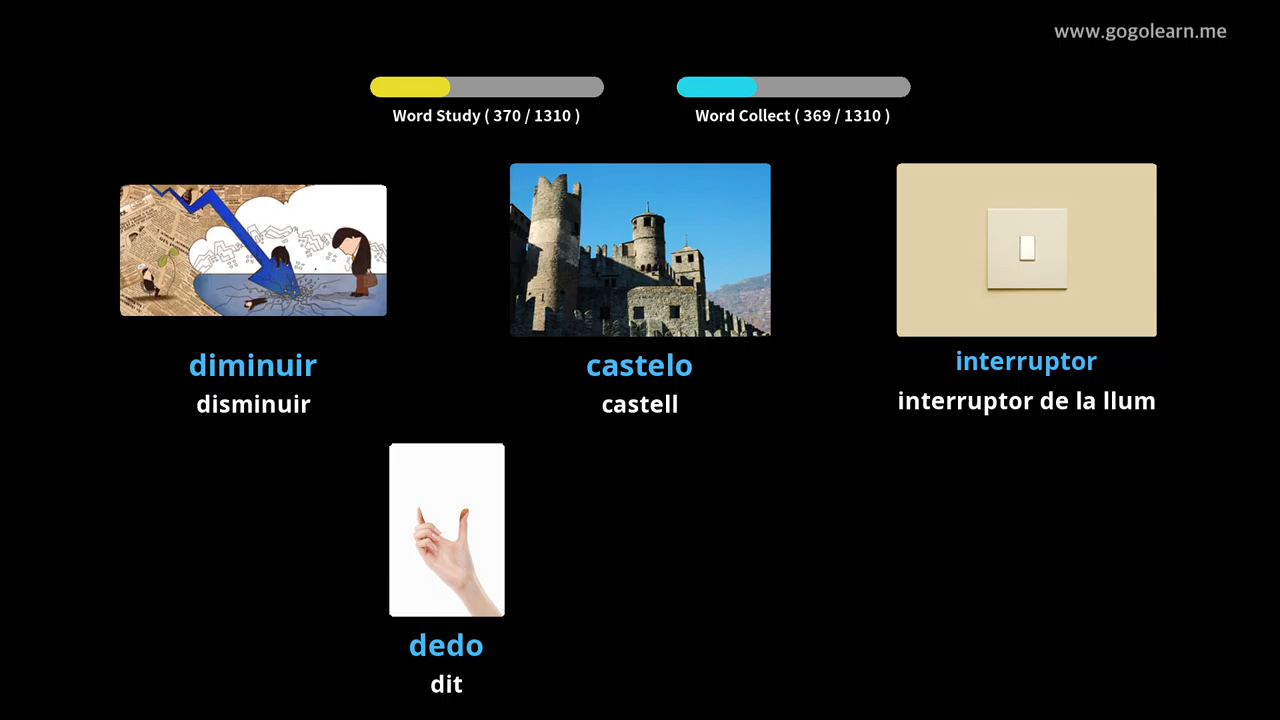 www.gogolearn.me
Word Study ( 370 / 1310 )
Word Collect ( 369 / 1310 )
diminuir
disminuir
castelo
castell
interruptor
interruptor de la llum
dedo
dit